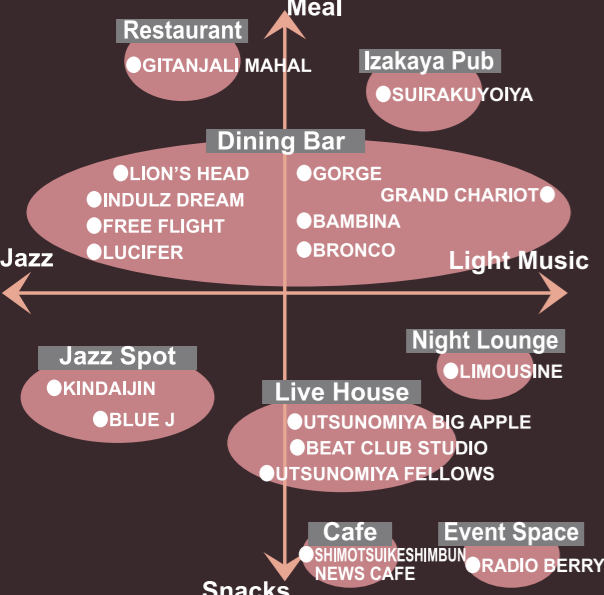 Meal
Restaurant
GITANJALI MAHAL
Izakaya Pub
SUIRAKUYOIYA
Dining Bar
LION'S HEAD
GORGE
INDULZ DREAM
GRAND CHARIOT
FREE FLIGHT
BAMBINA
LUCIFER
BRONCO
Jazz
Light Music
Night Lounge
LIMOUSINE
Jazz Spot
KINDAIJIN
BLUE J
Live House
UTSUNOMIYA BIG APPLE
BEAT CLUB STUDIO
UTSUNOMIYA FELLOWS
Cafe
SHIMOTSUIKESHIMBUN
NEWS CAFE
Event Space
RADIO BERRY
Snacks